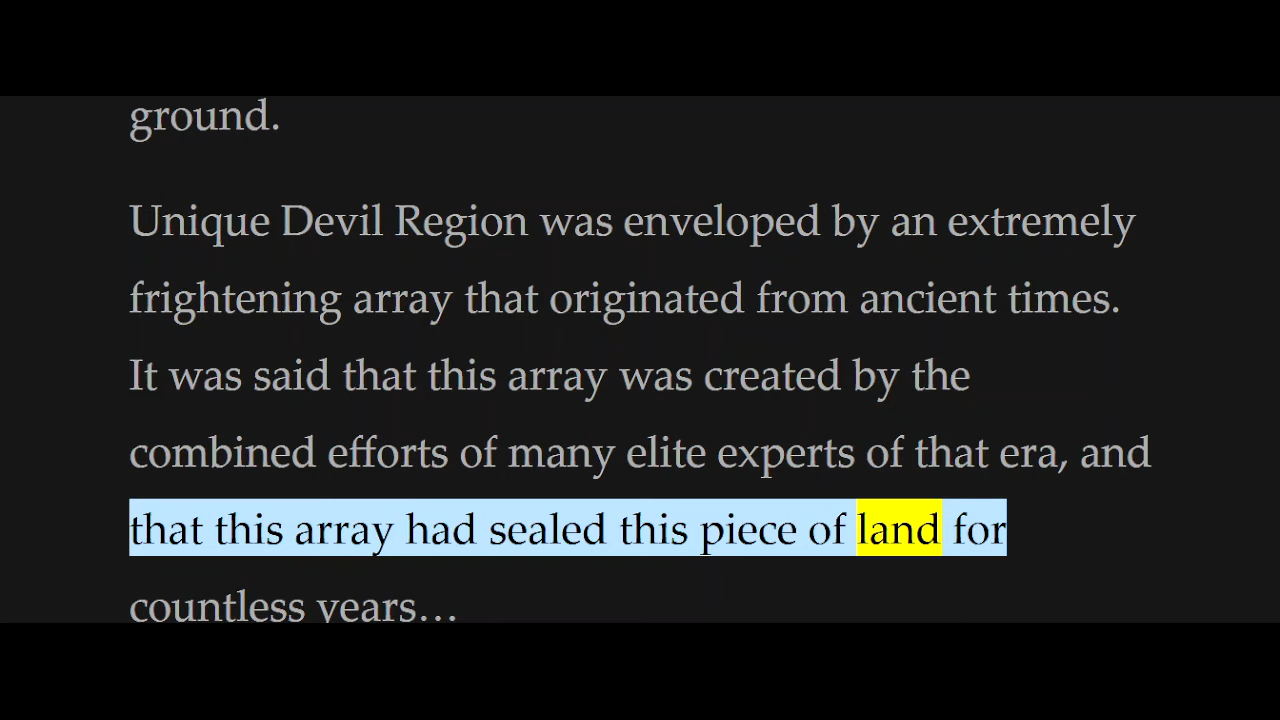 ground.
Unique Devil Region was enveloped by an extremely
frightening array that originated from ancient times.
It was said that this array was created by the
combined efforts of many elite experts of that era, and
that this array had sealed this piece of land for
countless years…